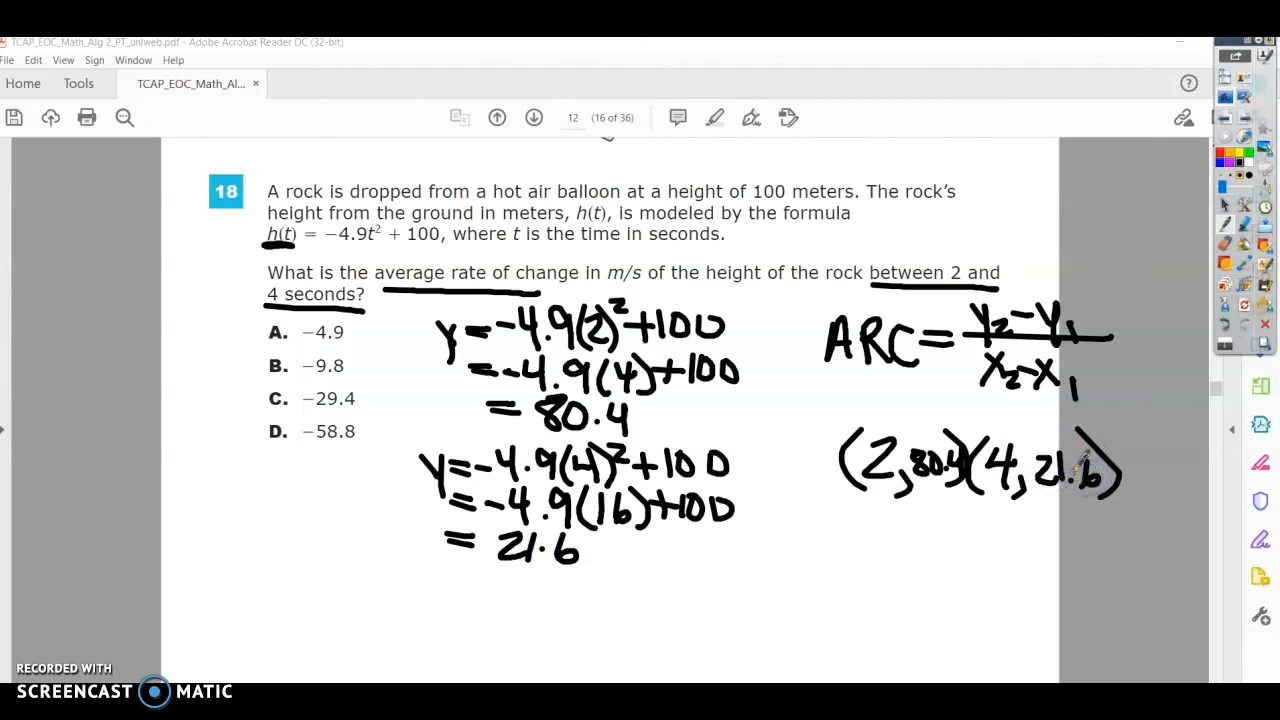 TCAP_EOC_Math_Alg 2_PT_uniweb.pdf - Adobe Acrobat Reader DC (32-bit)
File Edit View Sign Window Help
Home Tools TCAP_EOC_Math_Al... ×
12 (16 of 36)
18 A rock is dropped from a hot air balloon at a height of 100 meters. The rock's
height from the ground in meters, h(t), is modeled by the formula
h(t) = −4.9t² + 100, where t is the time in seconds.
What is the average rate of change in m/s of the height of the rock between 2 and
4 seconds?
A. −4.9
B. −9.8
C. −29.4
D. −58.8
y = -4.9(2)²+100
= -4.9(4)+100
= 80.4
y = -4.9(4)²+100
= -4.9(16)+100
= 21.6
ARC = y₂-y₁
x₂-x₁
(2, 80.4)(4, 21.6)
RECORDED WITH
SCREENCAST MATIC